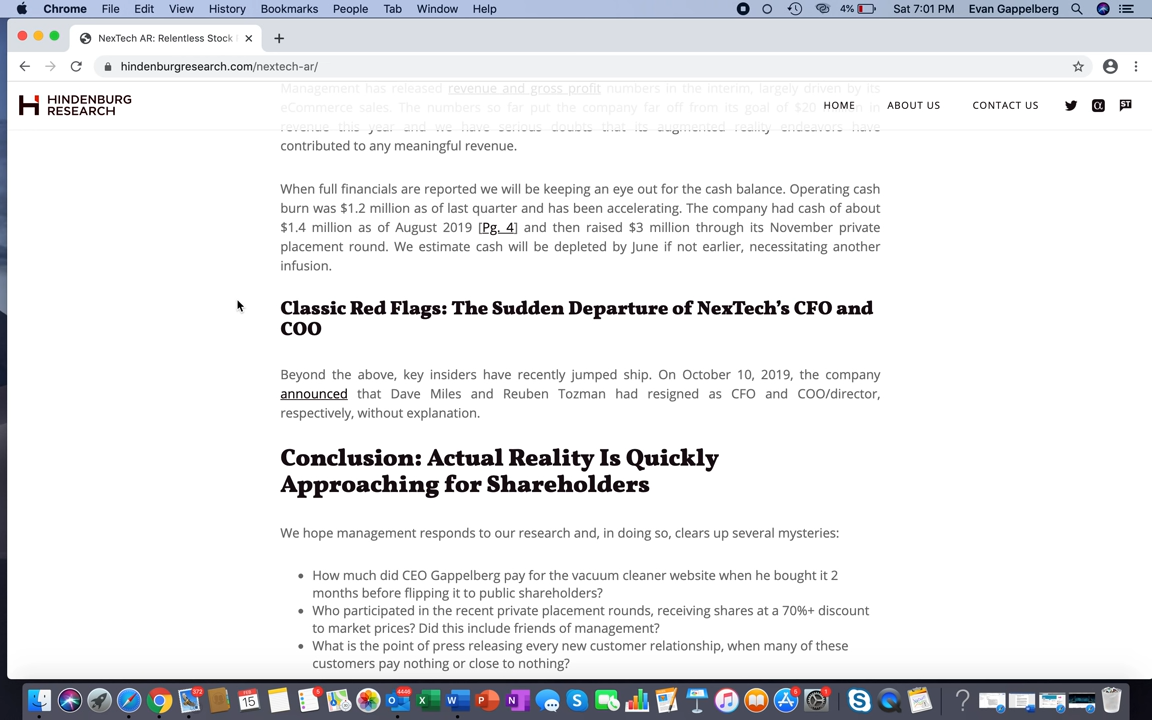 Chrome File Edit View History Bookmarks People Tab Window Help 4% Sat 7:01 PM Evan Gappelberg
NexTech AR: Relentless Stock
hindenburgresearch.com/nextech-ar/
HINDENBURG
RESEARCH
HOME ABOUT US CONTACT US
Management has released revenue and gross profit numbers in the interim, largely driven by its
eCommerce sales. The numbers so far put the company far off from its goal of $20 in
revenue this year and we have serious doubts that its augmented reality endeavors have
contributed to any meaningful revenue.
When full financials are reported we will be keeping an eye out for the cash balance. Operating cash
burn was $1.2 million as of last quarter and has been accelerating. The company had cash of about
$1.4 million as of August 2019 [Pg. 4] and then raised $3 million through its November private
placement round. We estimate cash will be depleted by June if not earlier, necessitating another
infusion.
Classic Red Flags: The Sudden Departure of NexTech's CFO and
COO
Beyond the above, key insiders have recently jumped ship. On October 10, 2019, the company
announced that Dave Miles and Reuben Tozman had resigned as CFO and COO/director,
respectively, without explanation.
Conclusion: Actual Reality Is Quickly
Approaching for Shareholders
We hope management responds to our research and, in doing so, clears up several mysteries:
• How much did CEO Gappelberg pay for the vacuum cleaner website when he bought it 2
months before flipping it to public shareholders?
• Who participated in the recent private placement rounds, receiving shares at a 70%+ discount
to market prices? Did this include friends of management?
• What is the point of press releasing every new customer relationship, when many of these
customers pay nothing or close to nothing?